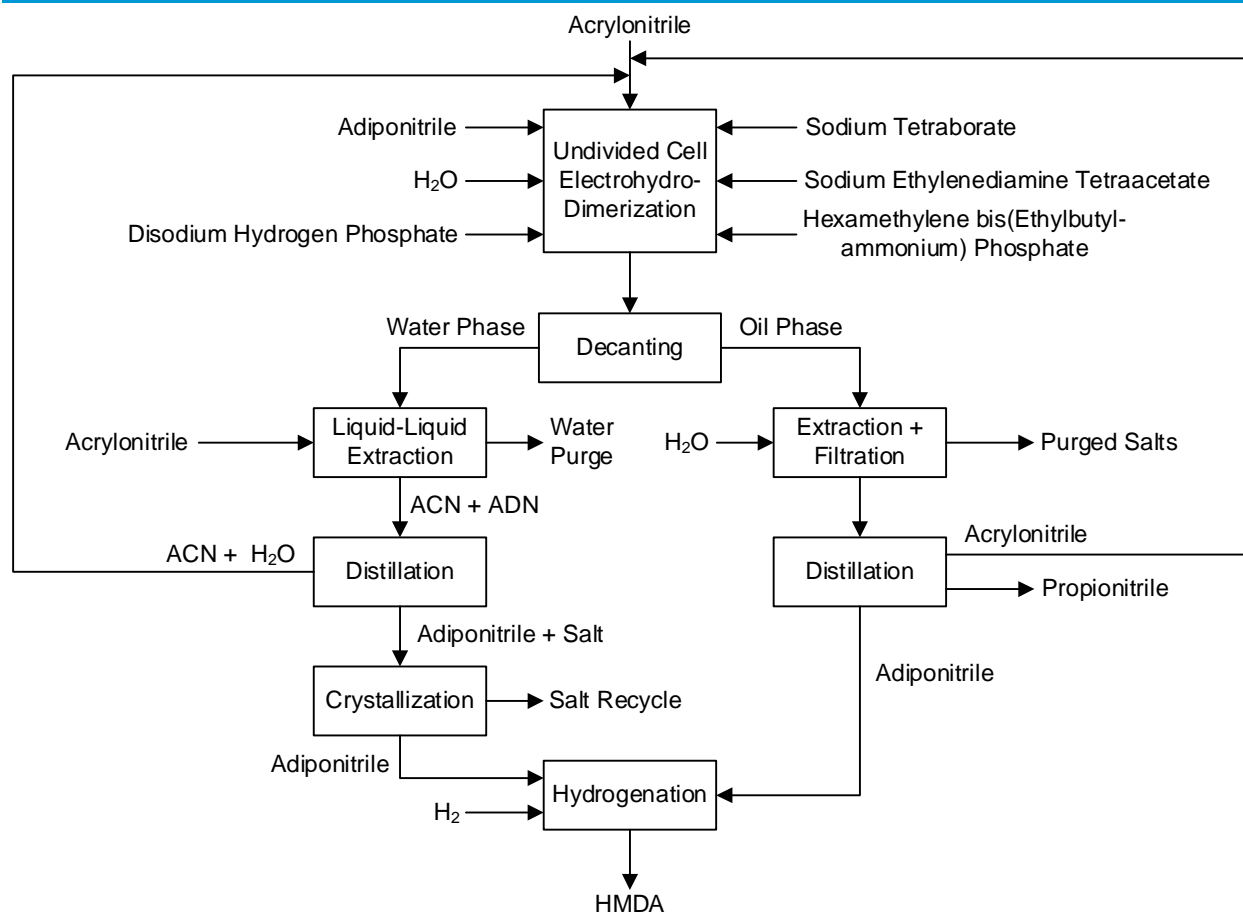 Acrylonitrile
Adiponitrile
Undivided Cell
Electrohydro-
Dimerization
Sodium Tetraborate
H₂O
Sodium Ethylenediamine Tetraacetate
Disodium Hydrogen Phosphate
Hexamethylene bis(Ethylbutyl-
ammonium) Phosphate
Water Phase
Decanting
Oil Phase
Acrylonitrile
Liquid-Liquid
Extraction
Water
Purge
H₂O
Extraction +
Filtration
Purged Salts
ACN + ADN
ACN + H₂O
Distillation
Distillation
Acrylonitrile
Propionitrile
Adiponitrile + Salt
Adiponitrile
Crystallization
Salt Recycle
Adiponitrile
Hydrogenation
H₂
HMDA